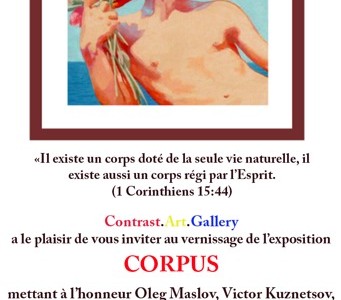 «Il existe un corps doté de la seule vie naturelle, il
existe aussi un corps régi par l'Esprit.
(1 Corinthiens 15:44)
Contrast.Art.Gallery
a le plaisir de vous inviter au vernissage de l'exposition
CORPUS
mettant à l'honneur Oleg Maslov, Victor Kuznetsov,